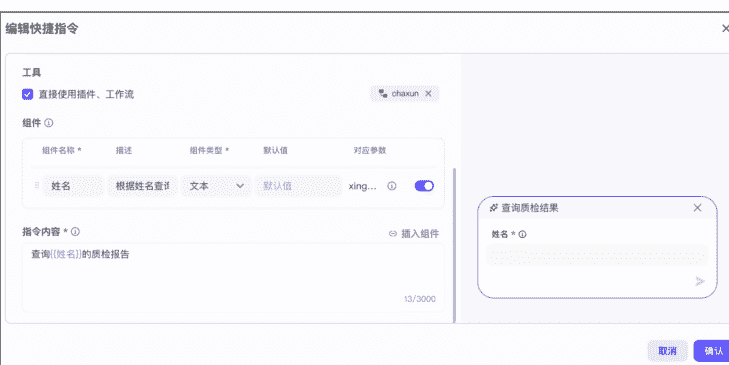 编辑快捷指令
工具
直接使用插件、工作流
chaxun
组件
组件名称 * 描述 组件类型 * 默认值 对应参数
姓名 根据姓名查询 文本 默认值 xing...
指令内容 * 插入组件
查询{{姓名}}的质检报告
13/3000
查询质检结果
姓名 *
取消 确认